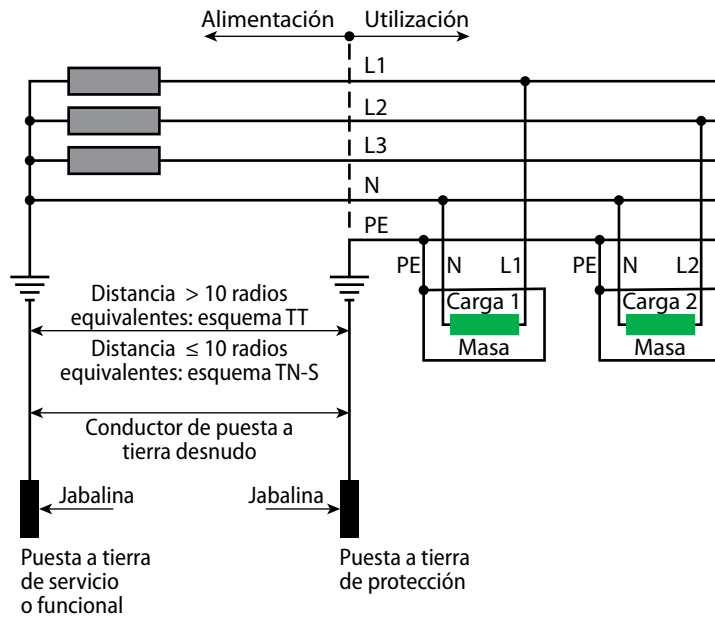 Alimentación Utilización
L1
L2
L3
N
PE
PE N L1 PE N L2
Distancia > 10 radios
equivalentes: esquema TT
Carga 1 Carga 2
Masa Masa
Distancia ≤ 10 radios
equivalentes: esquema TN-S
Conductor de puesta a
tierra desnudo
Jabalina Jabalina
Puesta a tierra
de servicio
o funcional
Puesta a tierra
de protección